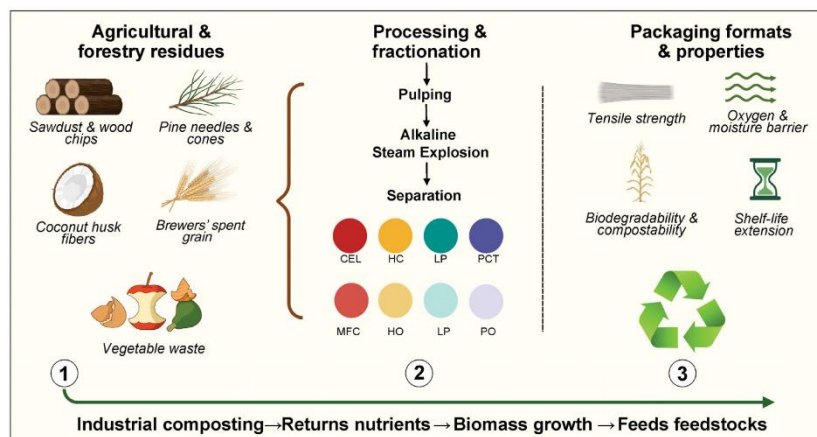 Agricultural &
forestry residues
Sawdust & wood
chips
Pine needles &
cones
Coconut husk
fibers
Brewers' spent
grain
Vegetable waste
1
Processing &
fractionation
Pulping
Alkaline
Steam Explosion
Separation
CEL HC LP PCT
MFC HO LP PO
2
Packaging formats
& properties
Tensile strength
Oxygen &
moisture barrier
Biodegradability &
compostability
Shelf-life
extension
3
Industrial composting→Returns nutrients→Biomass growth→Feeds feedstocks